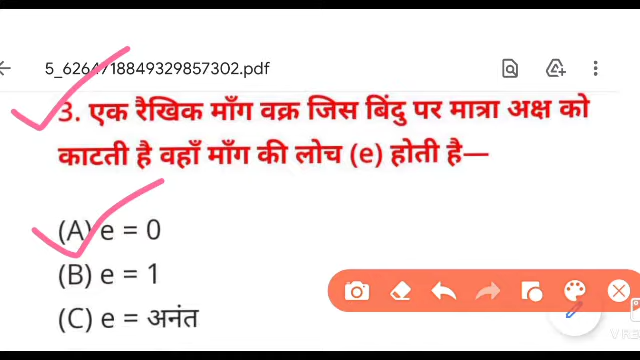 5_6264718849329857302.pdf
3. एक रैखिक माँग वक्र जिस बिंदु पर मात्रा अक्ष को
काटती है वहाँ माँग की लोच (e) होती है—
(A) e = 0
(B) e = 1
(C) e = अनंत